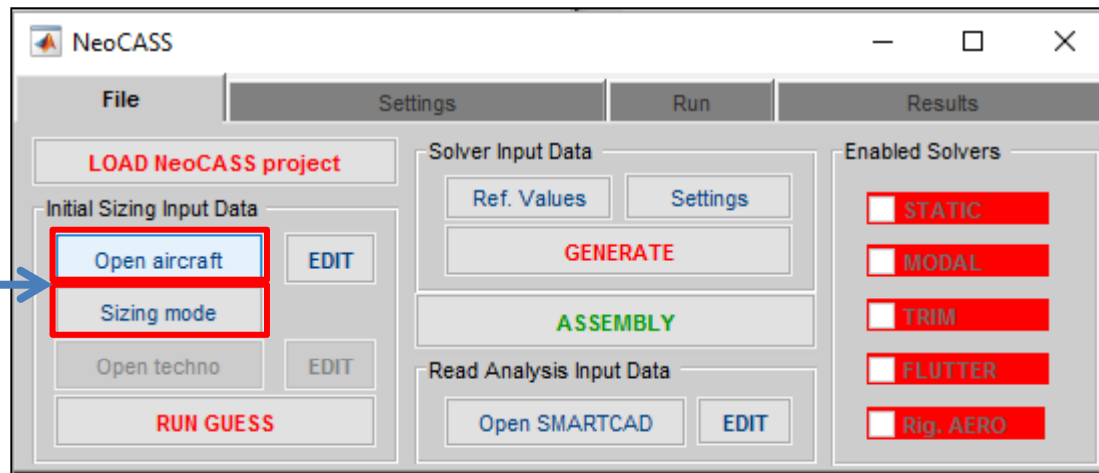 NeoCASS
File
Settings
Run
Results
LOAD NeoCASS project
Initial Sizing Input Data
Open aircraft
EDIT
Sizing mode
Open techno
EDIT
RUN GUESS
Solver Input Data
Ref. Values
Settings
GENERATE
ASSEMBLY
Read Analysis Input Data
Open SMARTCAD
EDIT
Enabled Solvers
STATIC
MODAL
TRIM
FLUTTER
Rig. AERO